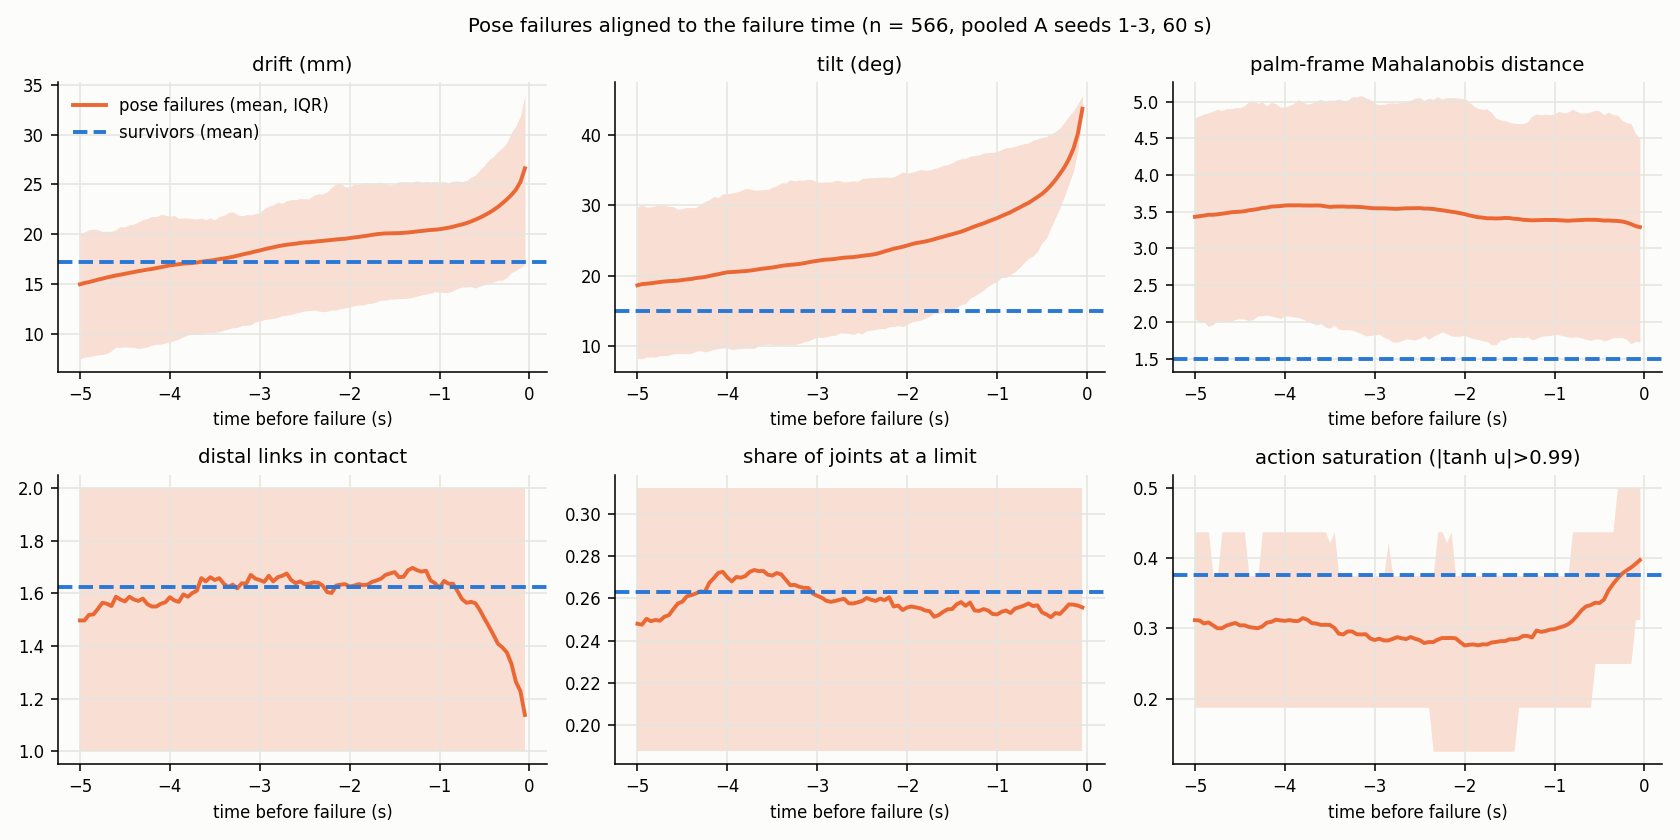 Pose failures aligned to the failure time (n = 566, pooled A seeds 1-3, 60 s)
drift (mm)
35
30
25
20
15
10
pose failures (mean, IQR)
survivors (mean)
−5 −4 −3 −2 −1 0
time before failure (s)
tilt (deg)
40
30
20
10
−5 −4 −3 −2 −1 0
time before failure (s)
palm-frame Mahalanobis distance
5.0
4.5
4.0
3.5
3.0
2.5
2.0
1.5
−5 −4 −3 −2 −1 0
time before failure (s)
distal links in contact
2.0
1.8
1.6
1.4
1.2
1.0
−5 −4 −3 −2 −1 0
time before failure (s)
share of joints at a limit
0.30
0.28
0.26
0.24
0.22
0.20
−5 −4 −3 −2 −1 0
time before failure (s)
action saturation (|tanh u|>0.99)
0.5
0.4
0.3
0.2
−5 −4 −3 −2 −1 0
time before failure (s)